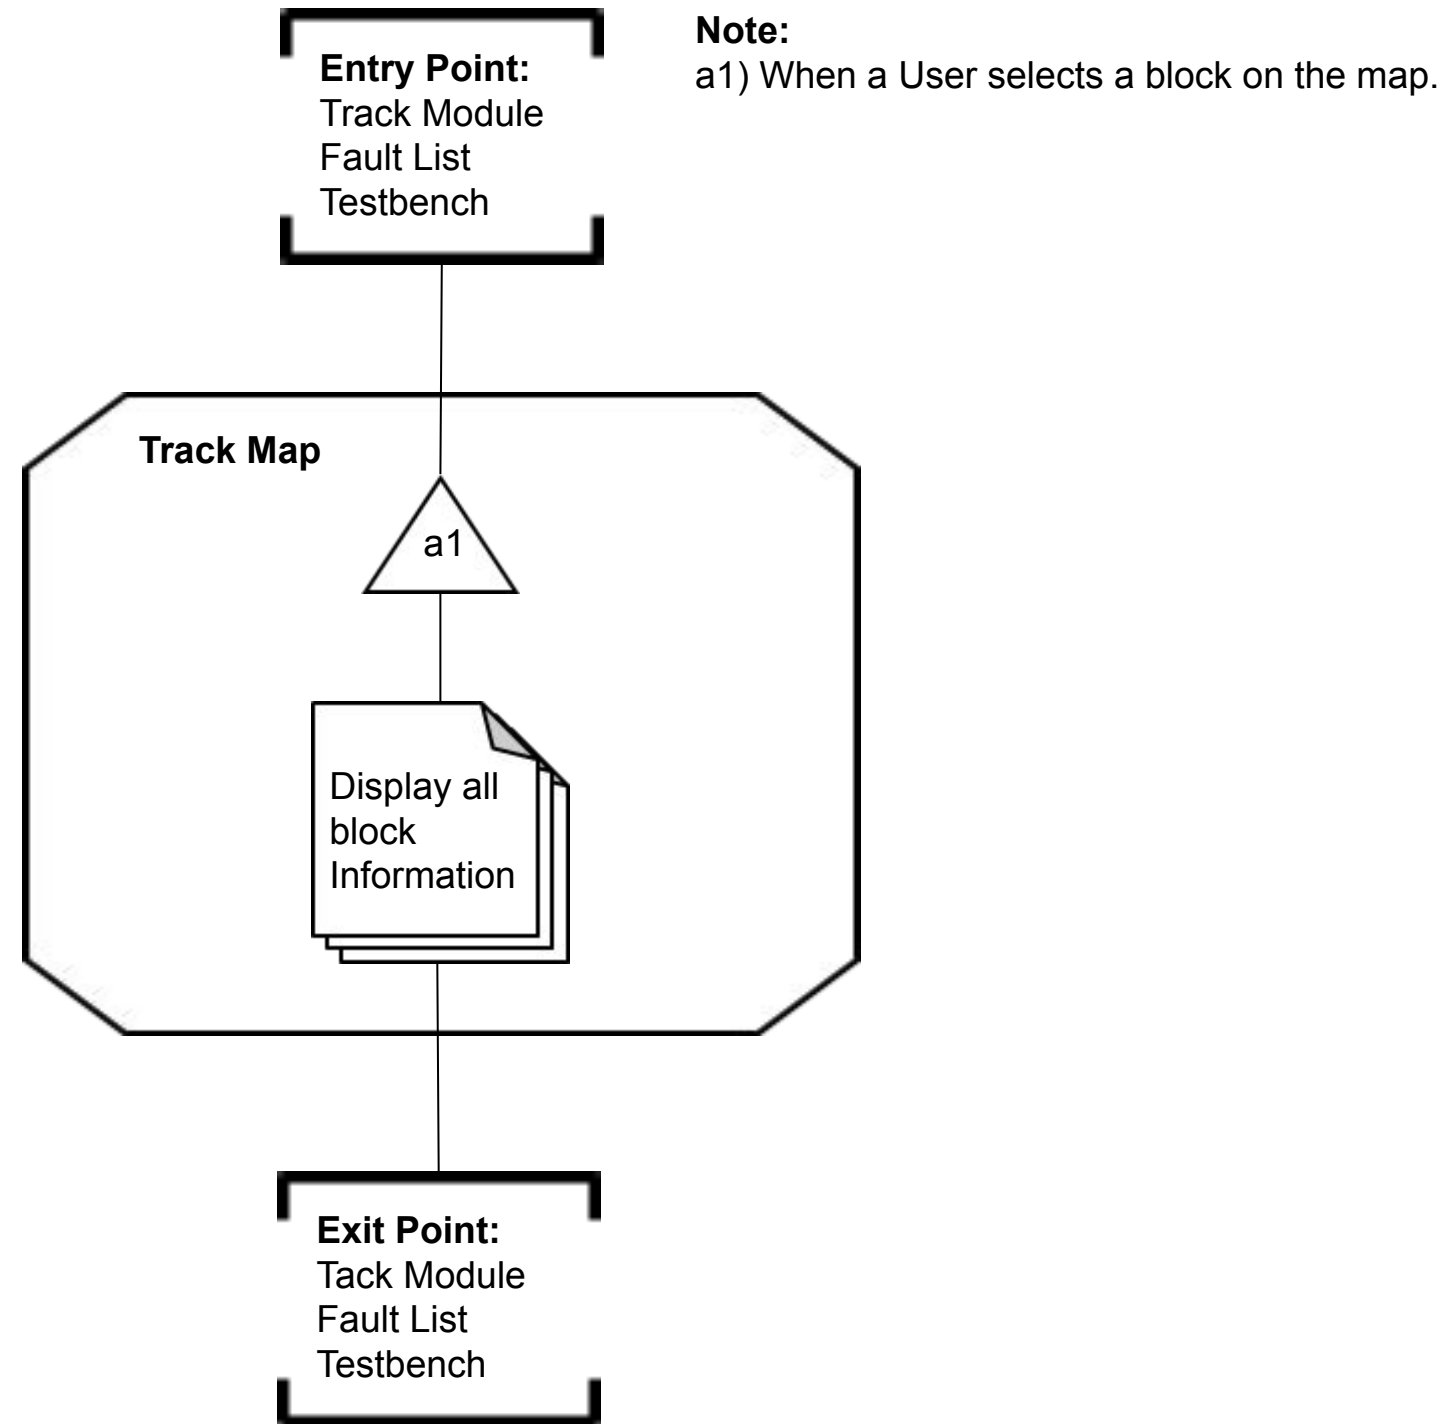 Entry Point:
Track Module
Fault List
Testbench
Note:
a1) When a User selects a block on the map.
Track Map
a1
Display all
block
Information
Exit Point:
Tack Module
Fault List
Testbench